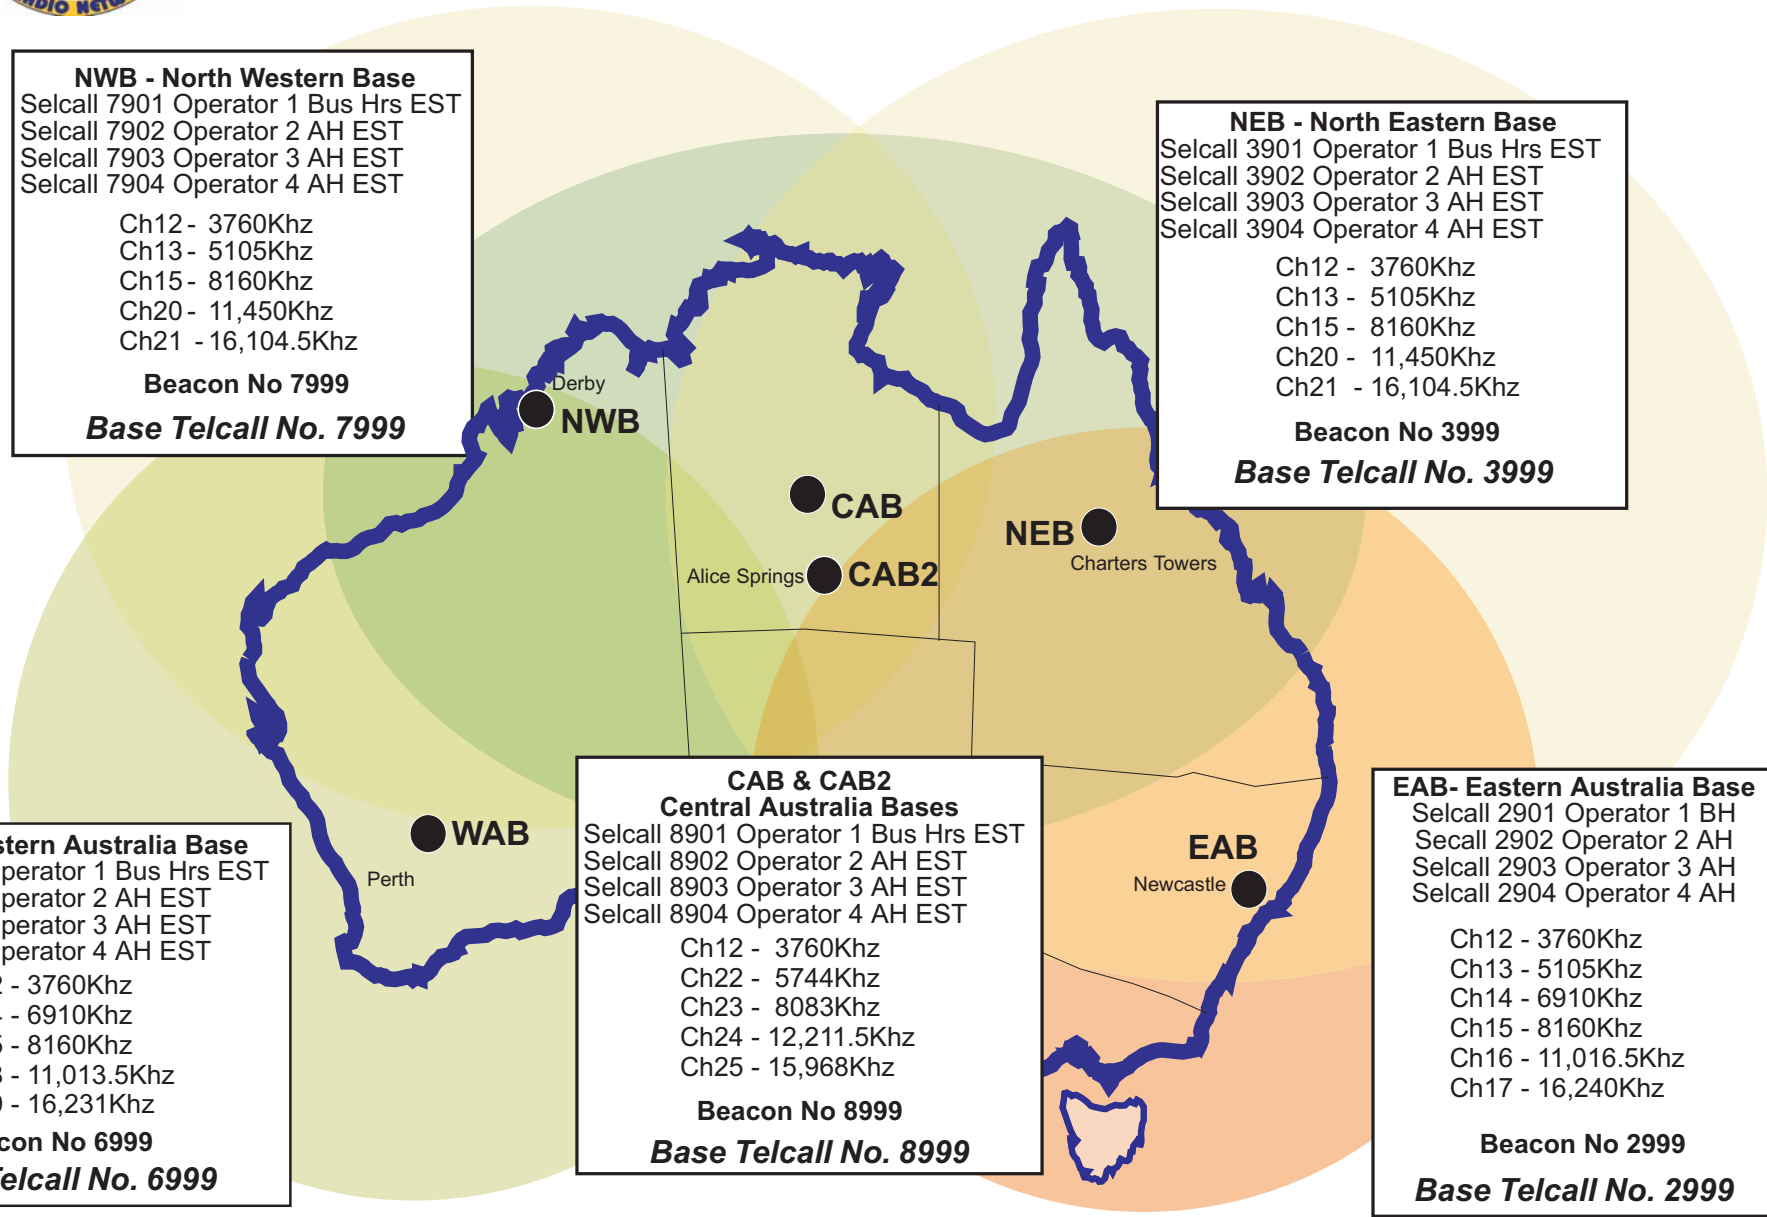 RADIO NETW
NWB - North Western Base
Selcall 7901 Operator 1 Bus Hrs EST
Selcall 7902 Operator 2 AH EST
Selcall 7903 Operator 3 AH EST
Selcall 7904 Operator 4 AH EST
Ch12 - 3760Khz
Ch13 - 5105Khz
Ch15 - 8160Khz
Ch20 - 11,450Khz
Ch21 - 16,104.5Khz
Beacon No 7999
Base Telcall No. 7999
NEB - North Eastern Base
Selcall 3901 Operator 1 Bus Hrs EST
Selcall 3902 Operator 2 AH EST
Selcall 3903 Operator 3 AH EST
Selcall 3904 Operator 4 AH EST
Ch12 - 3760Khz
Ch13 - 5105Khz
Ch15 - 8160Khz
Ch20 - 11,450Khz
Ch21 - 16,104.5Khz
Beacon No 3999
Base Telcall No. 3999
Derby
NWB
CAB
NEB
Charters Towers
Alice Springs
CAB2
WAB
Perth
EAB
Newcastle
stern Australia Base
perator 1 Bus Hrs EST
perator 2 AH EST
perator 3 AH EST
perator 4 AH EST
2 - 3760Khz
- 6910Khz
5 - 8160Khz
- 11,013.5Khz
- 16,231Khz
con No 6999
elcall No. 6999
CAB & CAB2
Central Australia Bases
Selcall 8901 Operator 1 Bus Hrs EST
Selcall 8902 Operator 2 AH EST
Selcall 8903 Operator 3 AH EST
Selcall 8904 Operator 4 AH EST
Ch12 - 3760Khz
Ch22 - 5744Khz
Ch23 - 8083Khz
Ch24 - 12,211.5Khz
Ch25 - 15,968Khz
Beacon No 8999
Base Telcall No. 8999
EAB- Eastern Australia Base
Selcall 2901 Operator 1 BH
Secall 2902 Operator 2 AH
Selcall 2903 Operator 3 AH
Selcall 2904 Operator 4 AH
Ch12 - 3760Khz
Ch13 - 5105Khz
Ch14 - 6910Khz
Ch15 - 8160Khz
Ch16 - 11,016.5Khz
Ch17 - 16,240Khz
Beacon No 2999
Base Telcall No. 2999